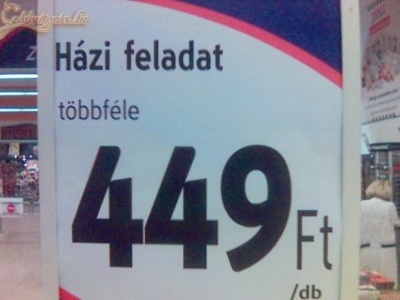 Házi feladat
többféle
449 Ft
/db